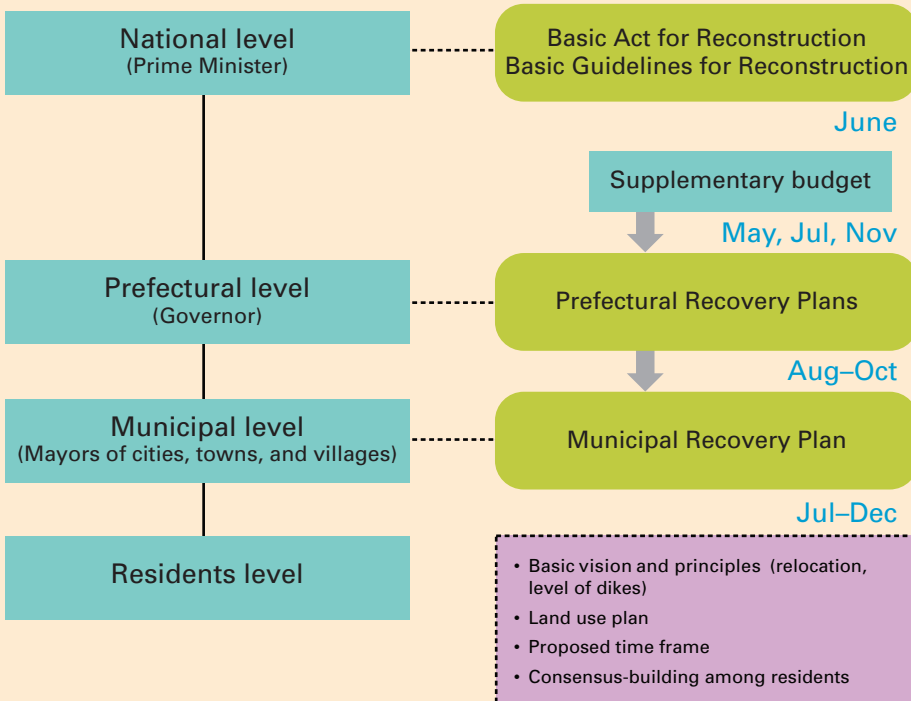 National level
(Prime Minister)
Basic Act for Reconstruction
Basic Guidelines for Reconstruction
June
Supplementary budget
May, Jul, Nov
Prefectural level
(Governor)
Prefectural Recovery Plans
Aug–Oct
Municipal level
(Mayors of cities, towns, and villages)
Municipal Recovery Plan
Jul–Dec
Residents level
• Basic vision and principles (relocation,
level of dikes)
• Land use plan
• Proposed time frame
• Consensus-building among residents